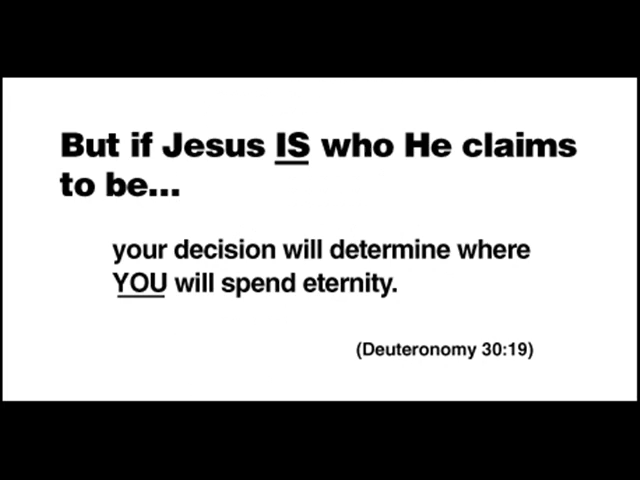 But if Jesus IS who He claims
to be...
your decision will determine where
YOU will spend eternity.
(Deuteronomy 30:19)